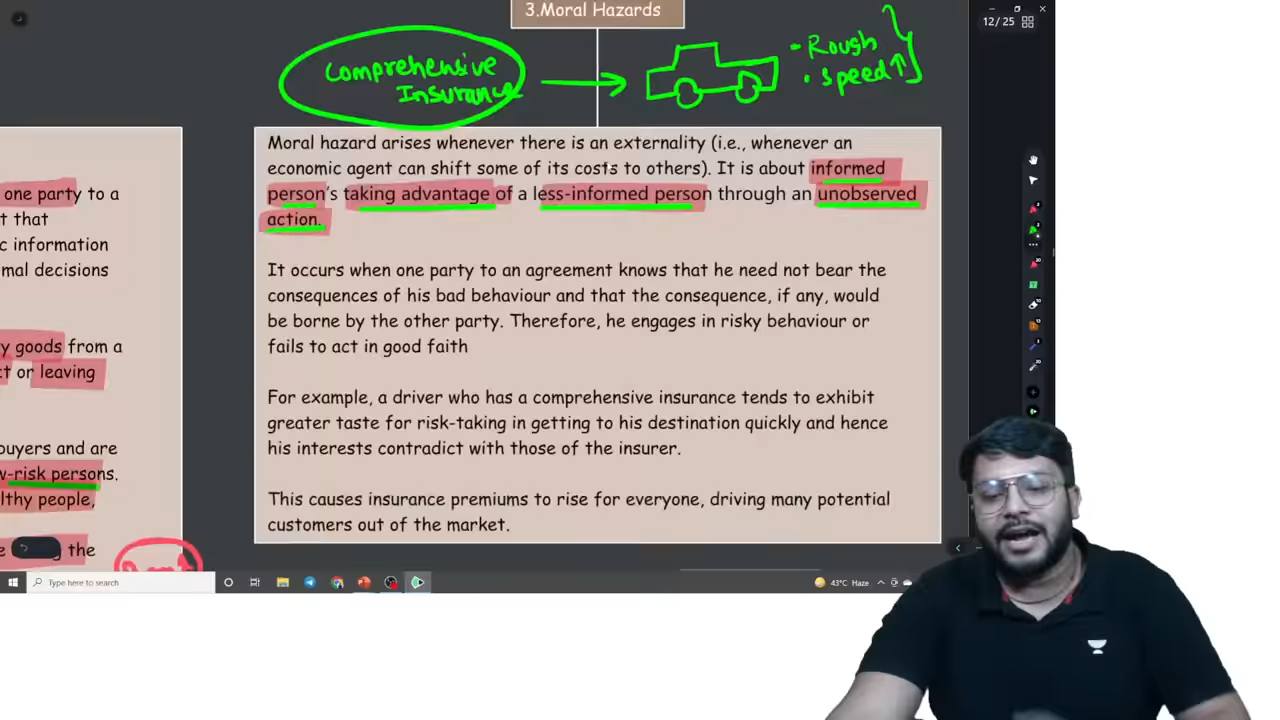 3.Moral Hazards
12/25
Comprehensive
Insurance
- Rough
• Speed↑
Moral hazard arises whenever there is an externality (i.e., whenever an
economic agent can shift some of its costs to others). It is about informed
person's taking advantage of a less-informed person through an unobserved
action.
It occurs when one party to an agreement knows that he need not bear the
consequences of his bad behaviour and that the consequence, if any, would
be borne by the other party. Therefore, he engages in risky behaviour or
fails to act in good faith
For example, a driver who has a comprehensive insurance tends to exhibit
greater taste for risk-taking in getting to his destination quickly and hence
his interests contradict with those of the insurer.
This causes insurance premiums to rise for everyone, driving many potential
customers out of the market.
one party to a
t that
c information
mal decisions
y goods from a
ct or leaving
buyers and are
w-risk persons.
lthy people,
the
Type here to search
43°C Haze